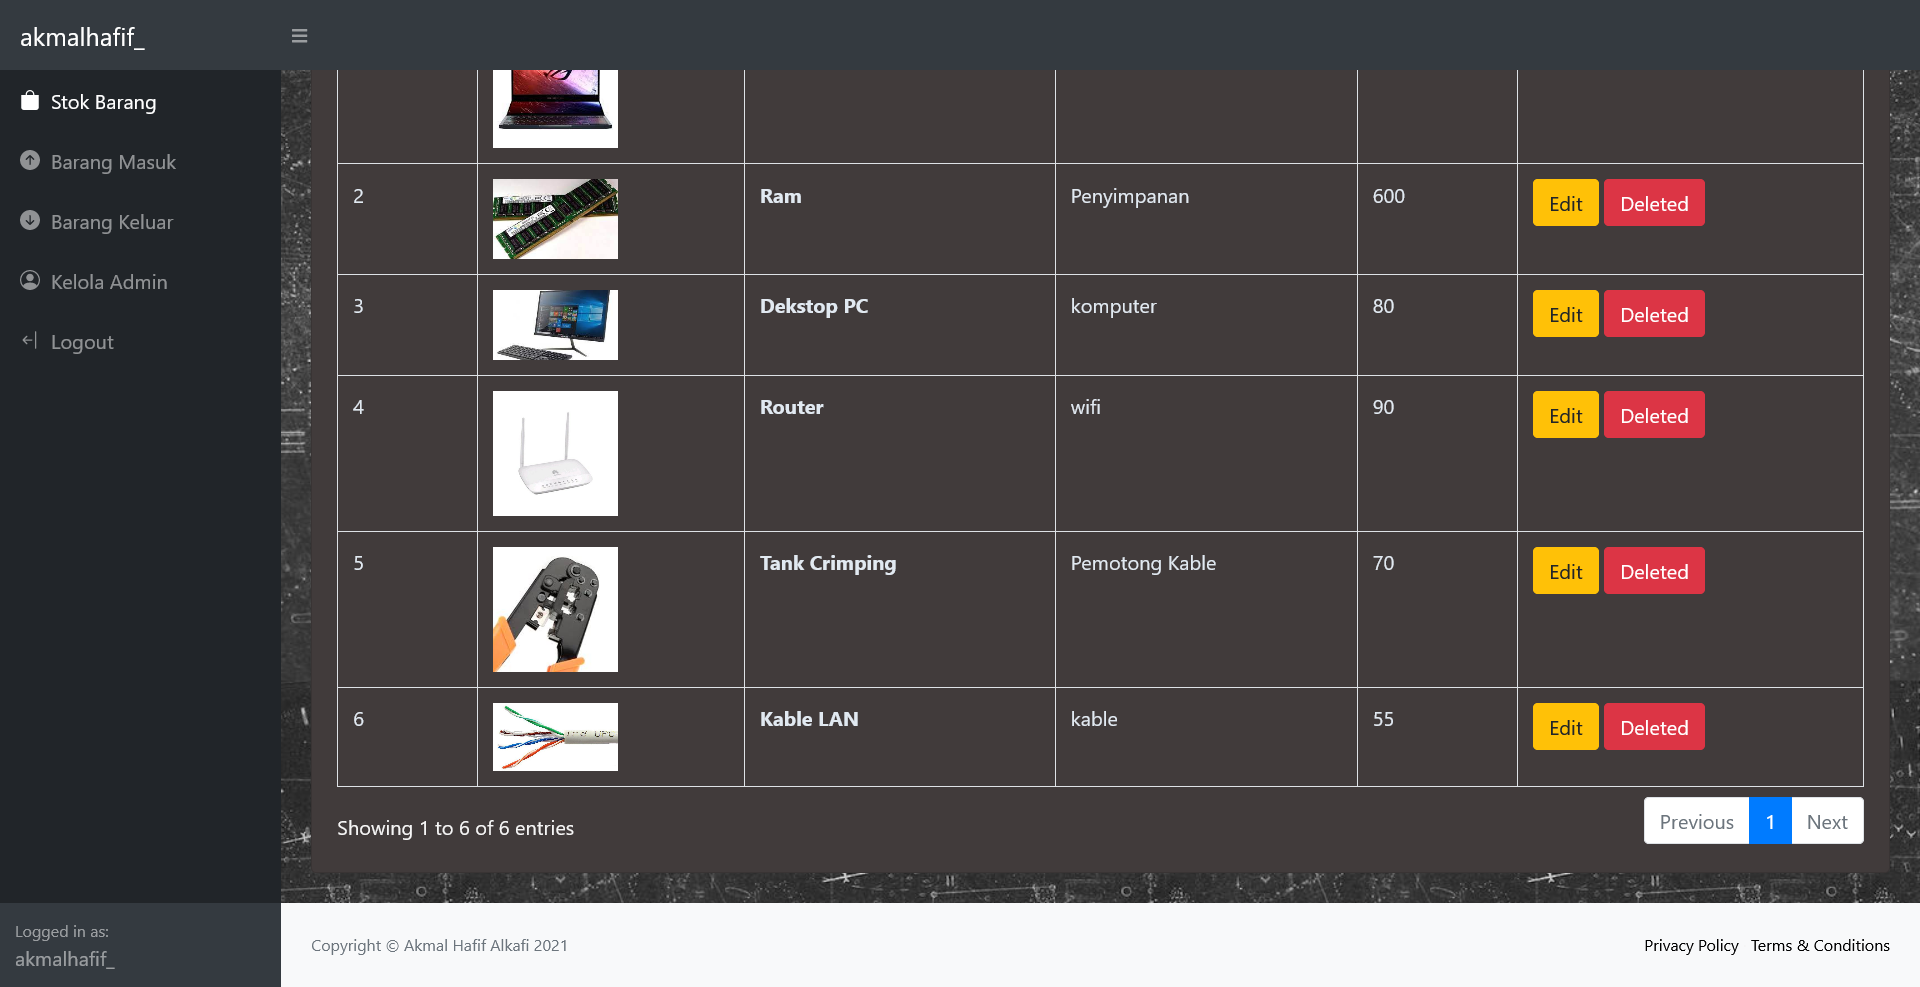 akmalhafif_
Stok Barang
Barang Masuk
Barang Keluar
Kelola Admin
Logout
2 Ram Penyimpanan 600 Edit Deleted
3 Dekstop PC komputer 80 Edit Deleted
4 Router wifi 90 Edit Deleted
5 Tank Crimping Pemotong Kable 70 Edit Deleted
6 Kable LAN kable 55 Edit Deleted
Showing 1 to 6 of 6 entries
Previous 1 Next
Logged in as:
akmalhafif_
Copyright © Akmal Hafif Alkafi 2021
Privacy Policy Terms & Conditions